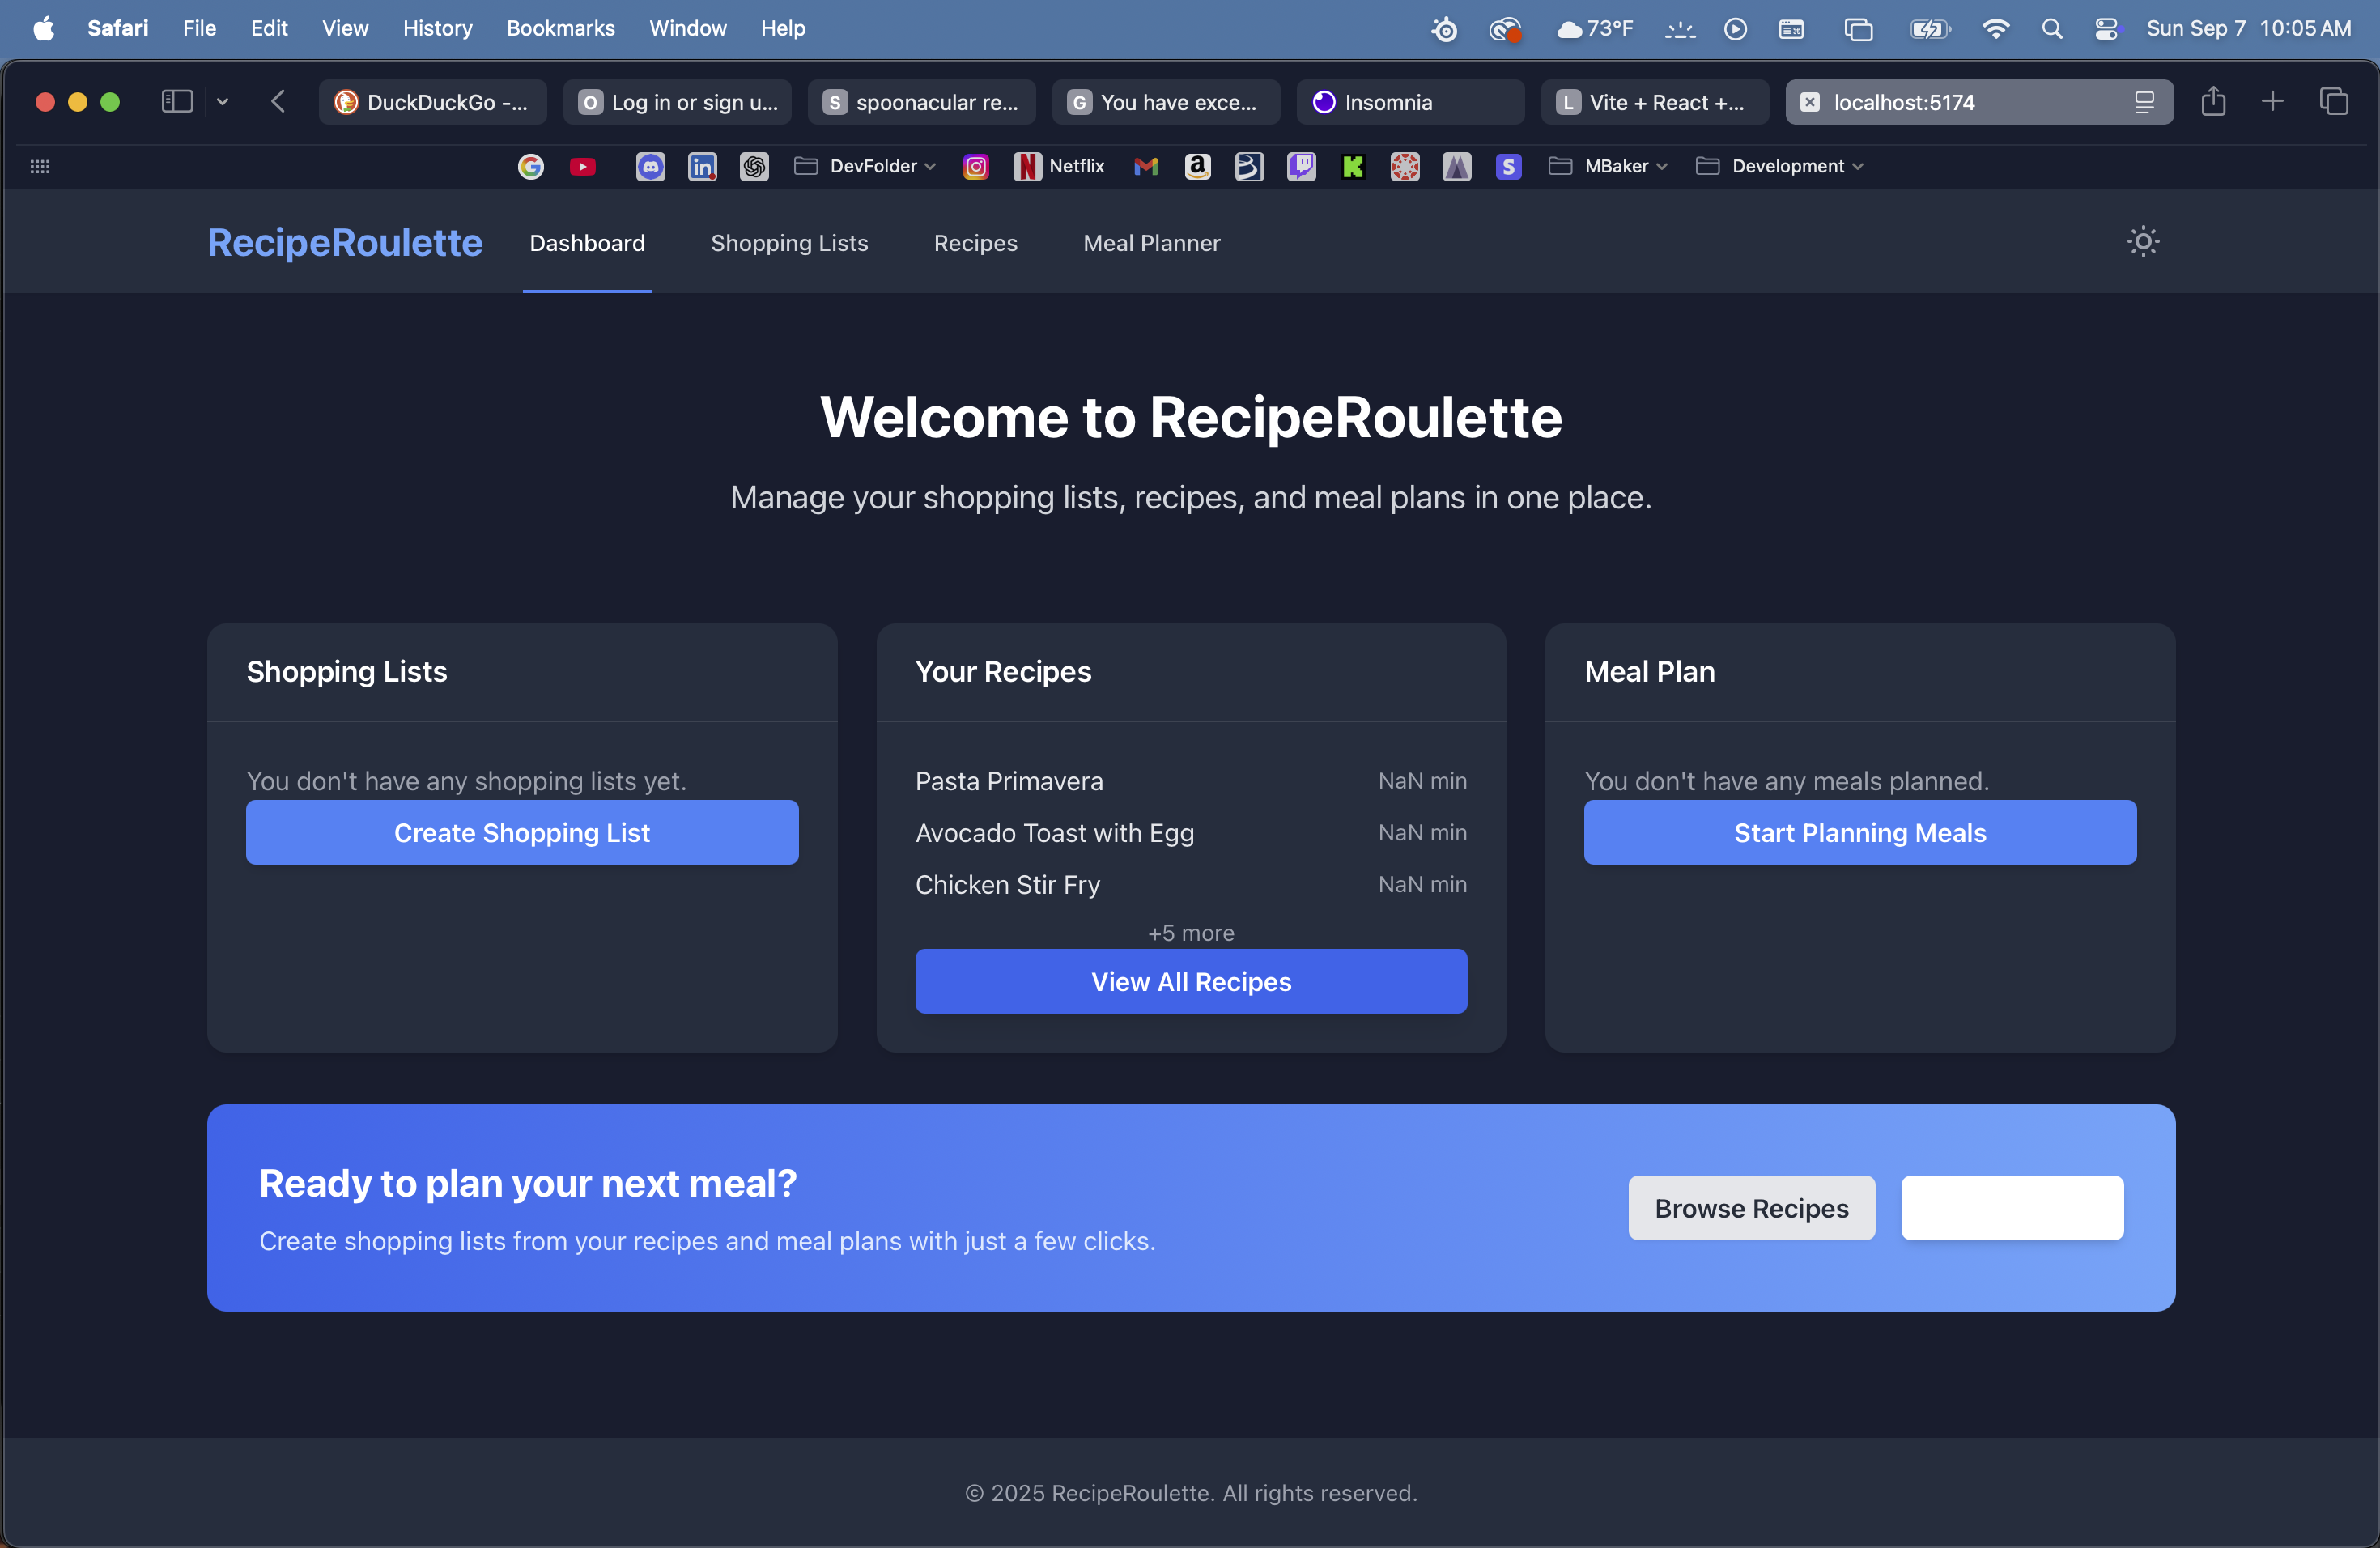 Safari File Edit View History Bookmarks Window Help 73°F Sun Sep 7 10:05 AM
DuckDuckGo -... O Log in or sign u... S spoonacular re... G You have exce... Insomnia L Vite + React +... localhost:5174
DevFolder Netflix MBaker Development
RecipeRoulette Dashboard Shopping Lists Recipes Meal Planner
Welcome to RecipeRoulette
Manage your shopping lists, recipes, and meal plans in one place.
Shopping Lists
You don't have any shopping lists yet.
Create Shopping List
Your Recipes
Pasta Primavera NaN min
Avocado Toast with Egg NaN min
Chicken Stir Fry NaN min
+5 more
View All Recipes
Meal Plan
You don't have any meals planned.
Start Planning Meals
Ready to plan your next meal?
Create shopping lists from your recipes and meal plans with just a few clicks.
Browse Recipes
© 2025 RecipeRoulette. All rights reserved.